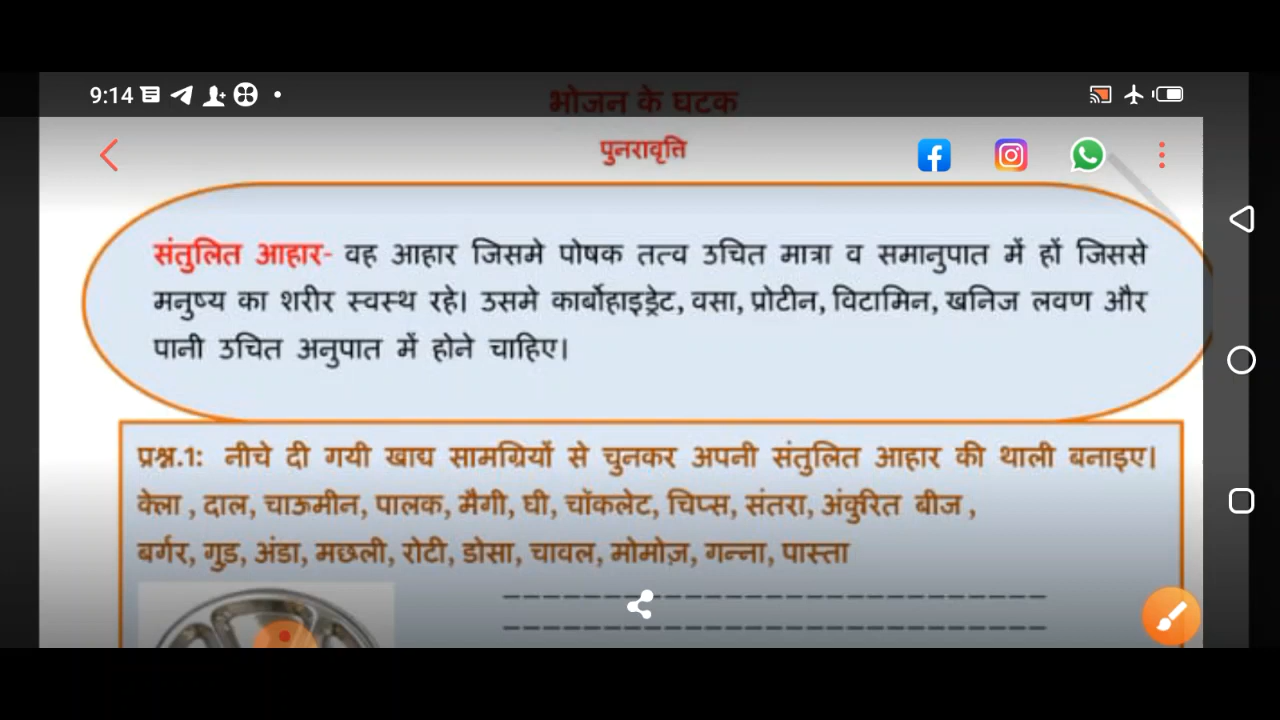 भोजन के घटक
9:14
पुनरावृत्ति
संतुलित आहार- वह आहार जिसमे पोषक तत्व उचित मात्रा व समानुपात में हों जिससे
मनुष्य का शरीर स्वस्थ रहे। उसमे कार्बोहाइड्रेट, वसा, प्रोटीन, विटामिन, खनिज लवण और
पानी उचित अनुपात में होने चाहिए।
प्रश्न.1: नीचे दी गयी खाद्य सामग्रियों से चुनकर अपनी संतुलित आहार की थाली बनाइए।
केला , दाल, चाऊमीन, पालक, मैगी, घी, चॉकलेट, चिप्स, संतरा, अंकुरित बीज ,
बर्गर, गुड, अंडा, मछली, रोटी, डोसा, चावल, मोमोज़, गन्ना, पास्ता